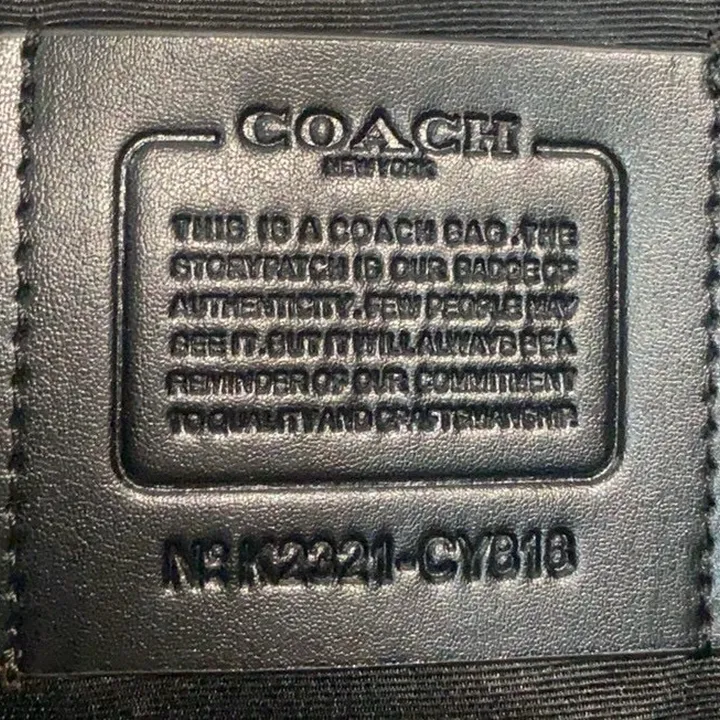 COACH
NEW YORK
THIS IS A COACH BAG. THE
STORYPATCH IS OUR BADGE OF
AUTHENTICITY. FEW PEOPLE MAY
SEE IT. BUT IT WILL ALWAYS BE A
REMINDER OF OUR COMMITMENT
TO QUALITY AND CRAFTSMANSHIP.
Nº K2321-CY818